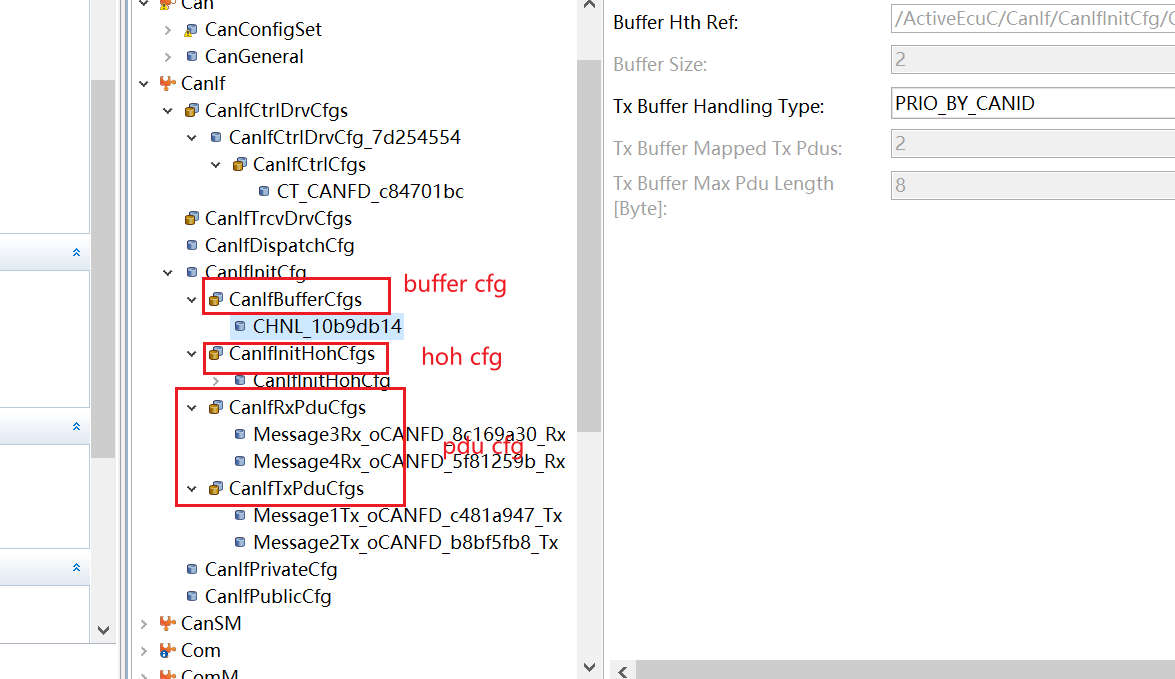 Can
CanConfigSet
CanGeneral
CanIf
CanIfCtrlDrvCfgs
CanIfCtrlDrvCfg_7d254554
CanIfCtrlCfgs
CT_CANFD_c84701bc
CanIfTrcvDrvCfgs
CanIfDispatchCfg
CanIfInitCfg
CanIfBufferCfgs
buffer cfg
CHNL_10b9db14
CanIfInitHohCfgs
hoh cfg
CanIfInitHohCfg
CanIfRxPduCfgs
Message3Rx_oCANFD_8c169a30_Rx
pdu cfg
Message4Rx_oCANFD_5f81259b_Rx
CanIfTxPduCfgs
Message1Tx_oCANFD_c481a947_Tx
Message2Tx_oCANFD_b8bf5fb8_Tx
CanIfPrivateCfg
CanIfPublicCfg
CanSM
Com
ComM
Buffer Hth Ref:
/ActiveEcuC/CanIf/CanIfInitCfg/
Buffer Size:
2
Tx Buffer Handling Type:
PRIO_BY_CANID
Tx Buffer Mapped Tx Pdus:
2
Tx Buffer Max Pdu Length
[Byte]:
8